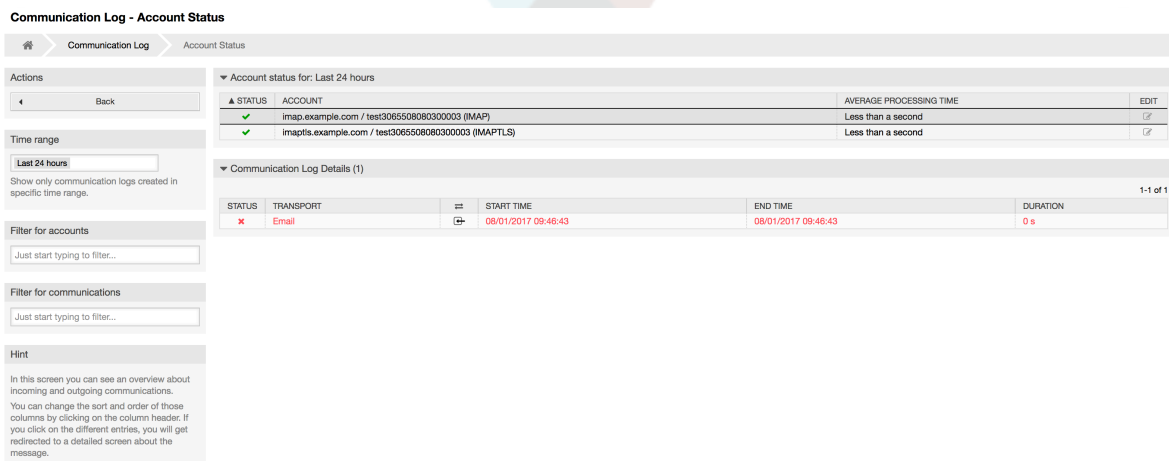 Communication Log - Account Status
Communication Log
Account Status
Actions
Back
Time range
Last 24 hours
Show only communication logs created in
specific time range.
Filter for accounts
Just start typing to filter...
Filter for communications
Just start typing to filter...
Hint
In this screen you can see an overview about
incoming and outgoing communications.
You can change the sort and order of those
columns by clicking on the column header. If
you click on the different entries, you will get
redirected to a detailed screen about the
message.
Account status for: Last 24 hours
STATUS ACCOUNT AVERAGE PROCESSING TIME EDIT
imap.example.com / test3065508080300003 (IMAP) Less than a second
imaptls.example.com / test3065508080300003 (IMAPTLS) Less than a second
Communication Log Details (1)
1-1 of 1
STATUS TRANSPORT START TIME END TIME DURATION
Email 08/01/2017 09:46:43 08/01/2017 09:46:43 0 s